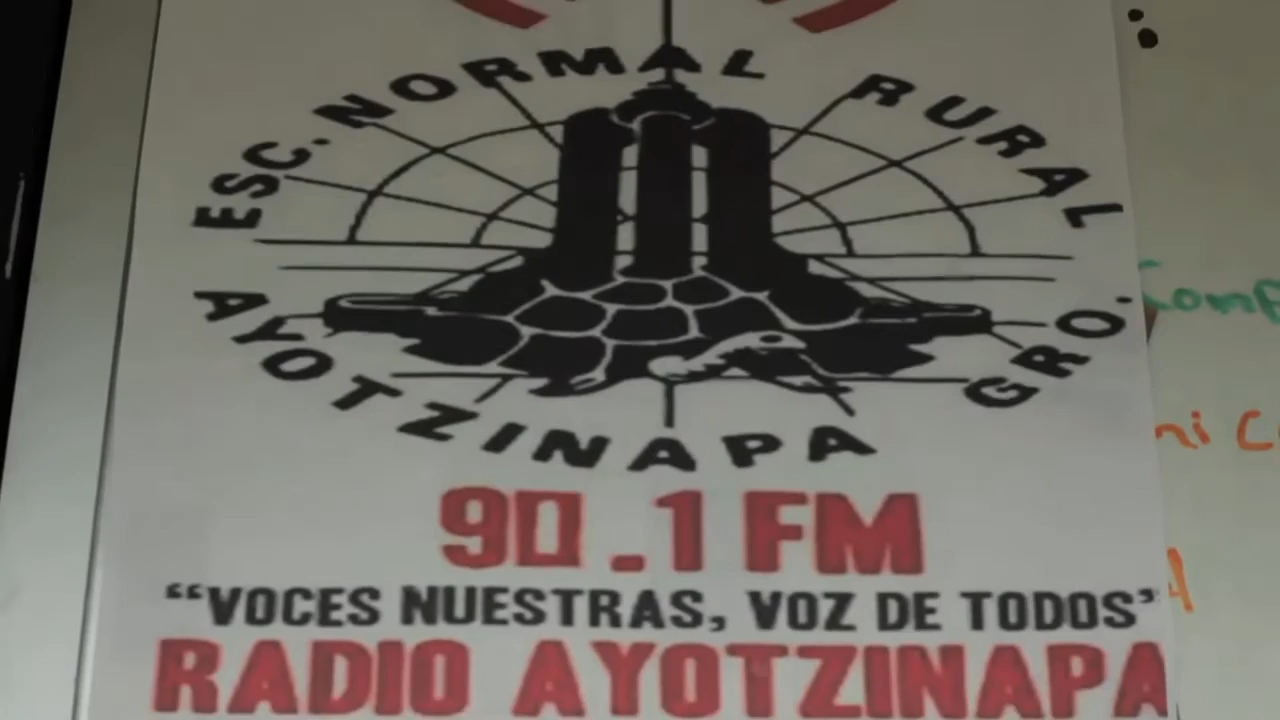 ESC. NORMAL RURAL
AYOTZINAPA GRO.
90.1 FM
“VOCES NUESTRAS, VOZ DE TODOS”
RADIO AYOTZINAPA